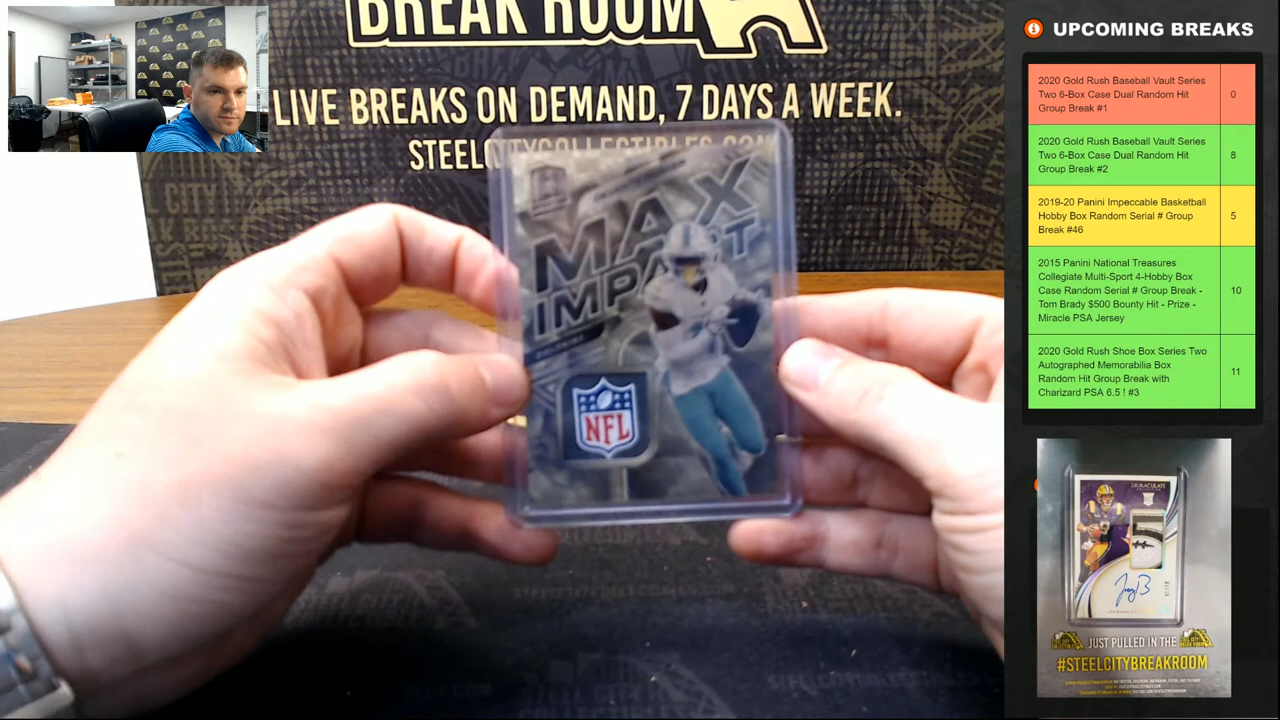 BREAK ROOM
LIVE BREAKS ON DEMAND, 7 DAYS A WEEK.
STEELCITYCOLLECTIBLES.COM
MAX
IMPACT
NFL
UPCOMING BREAKS
2020 Gold Rush Baseball Vault Series
Two 6-Box Case Dual Random Hit
Group Break #1
0
2020 Gold Rush Baseball Vault Series
Two 6-Box Case Dual Random Hit
Group Break #2
8
2019-20 Panini Impeccable Basketball
Hobby Box Random Serial # Group
Break #46
5
2015 Panini National Treasures
Collegiate Multi-Sport 4-Hobby Box
Case Random Serial # Group Break -
Tom Brady $500 Bounty Hit - Prize -
Miracle PSA Jersey
10
2020 Gold Rush Shoe Box Series Two
Autographed Memorabilia Box
Random Hit Group Break with
Charizard PSA 6.5 ! #3
11
IMMACULATE
JUST PULLED IN THE
#STEELCITYBREAKROOM